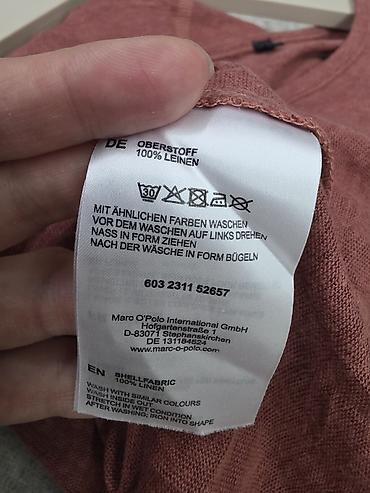 DE OBERSTOFF
100% LEINEN
30
MIT ÄHNLICHEN FARBEN WASCHEN
VOR DEM WASCHEN AUF LINKS DREHEN
NASS IN FORM ZIEHEN
NACH DER WÄSCHE IN FORM BÜGELN
603 2311 52657
Marc O'Polo International GmbH
Hofgartenstraße 1
D-83071 Stephanskirchen
DE 131184624
www.marc-o-polo.com
EN SHELLFABRIC
100% LINEN
WASH WITH SIMILAR COLOURS
WASH INSIDE OUT
STRETCH IN WET CONDITION
AFTER WASHING: IRON INTO SHAPE